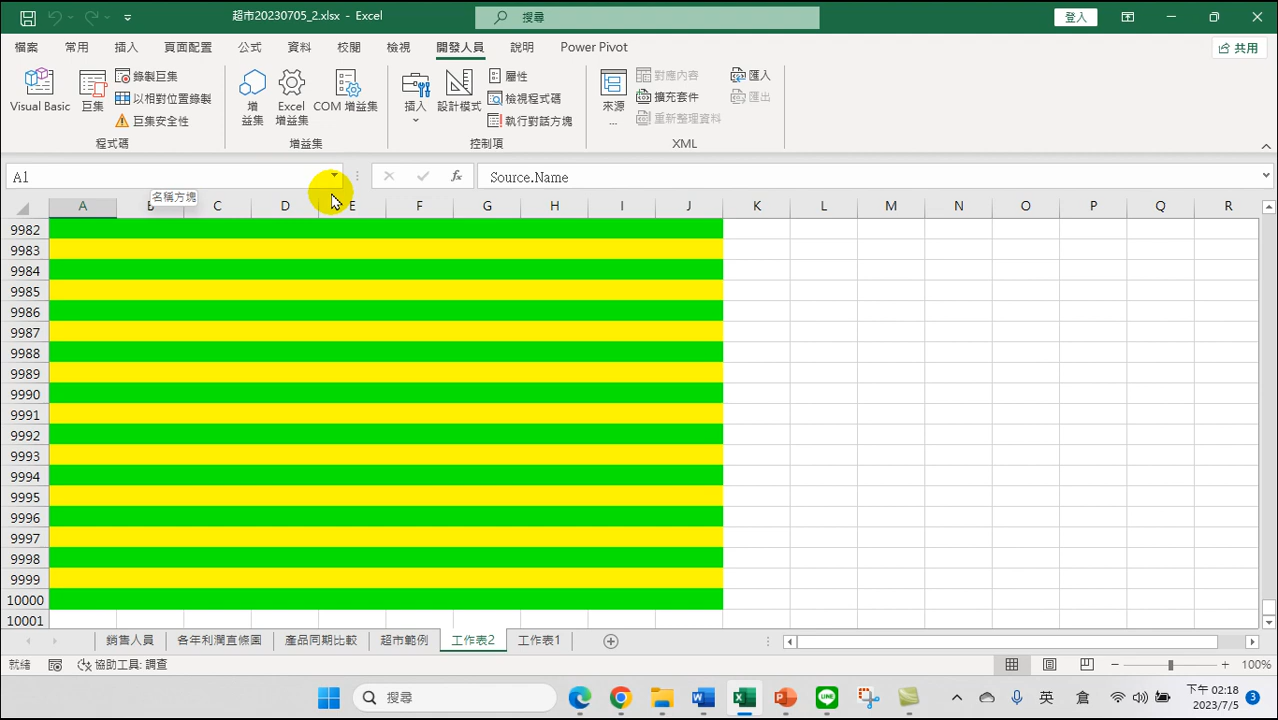 超市20230705_2.xlsx - Excel
搜尋
登入
檔案 常用 插入 頁面配置 公式 資料 校閱 檢視 開發人員 說明 Power Pivot 共用
Visual Basic
巨集
錄製巨集
以相對位置錄製
巨集安全性
程式碼
增
益集
Excel
增益集
COM 增益集
增益集
插入
設計模式
屬性
檢視程式碼
執行對話方塊
控制項
來源
...
對應內容
擴充套件
重新整理資料
匯入
匯出
XML
A1 fx Source.Name
名稱方塊
A B C D E F G H I J K L M N O P Q R
9982
9983
9984
9985
9986
9987
9988
9989
9990
9991
9992
9993
9994
9995
9996
9997
9998
9999
10000
10001
銷售人員 各年利潤直條圖 產品同期比較 超市範例 工作表2 工作表1
就緒 協助工具: 調查 100%
搜尋
英 倉
下午 02:18
2023/7/5
3